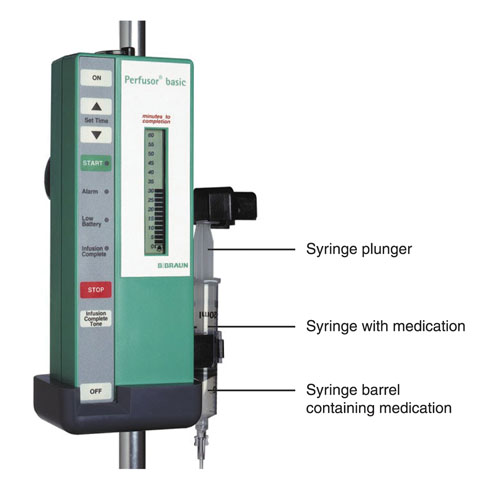 ON
Perfusor® basic
Set Time
minutes to
completion
60
55
50
45
40
35
30
25
20
15
10
05
START
Alarm
Low
Battery
Infusion
Complete
B|BRAUN
STOP
Infusion
Complete
Tone
OFF
20ml
Syringe plunger
Syringe with medication
Syringe barrel
containing medication